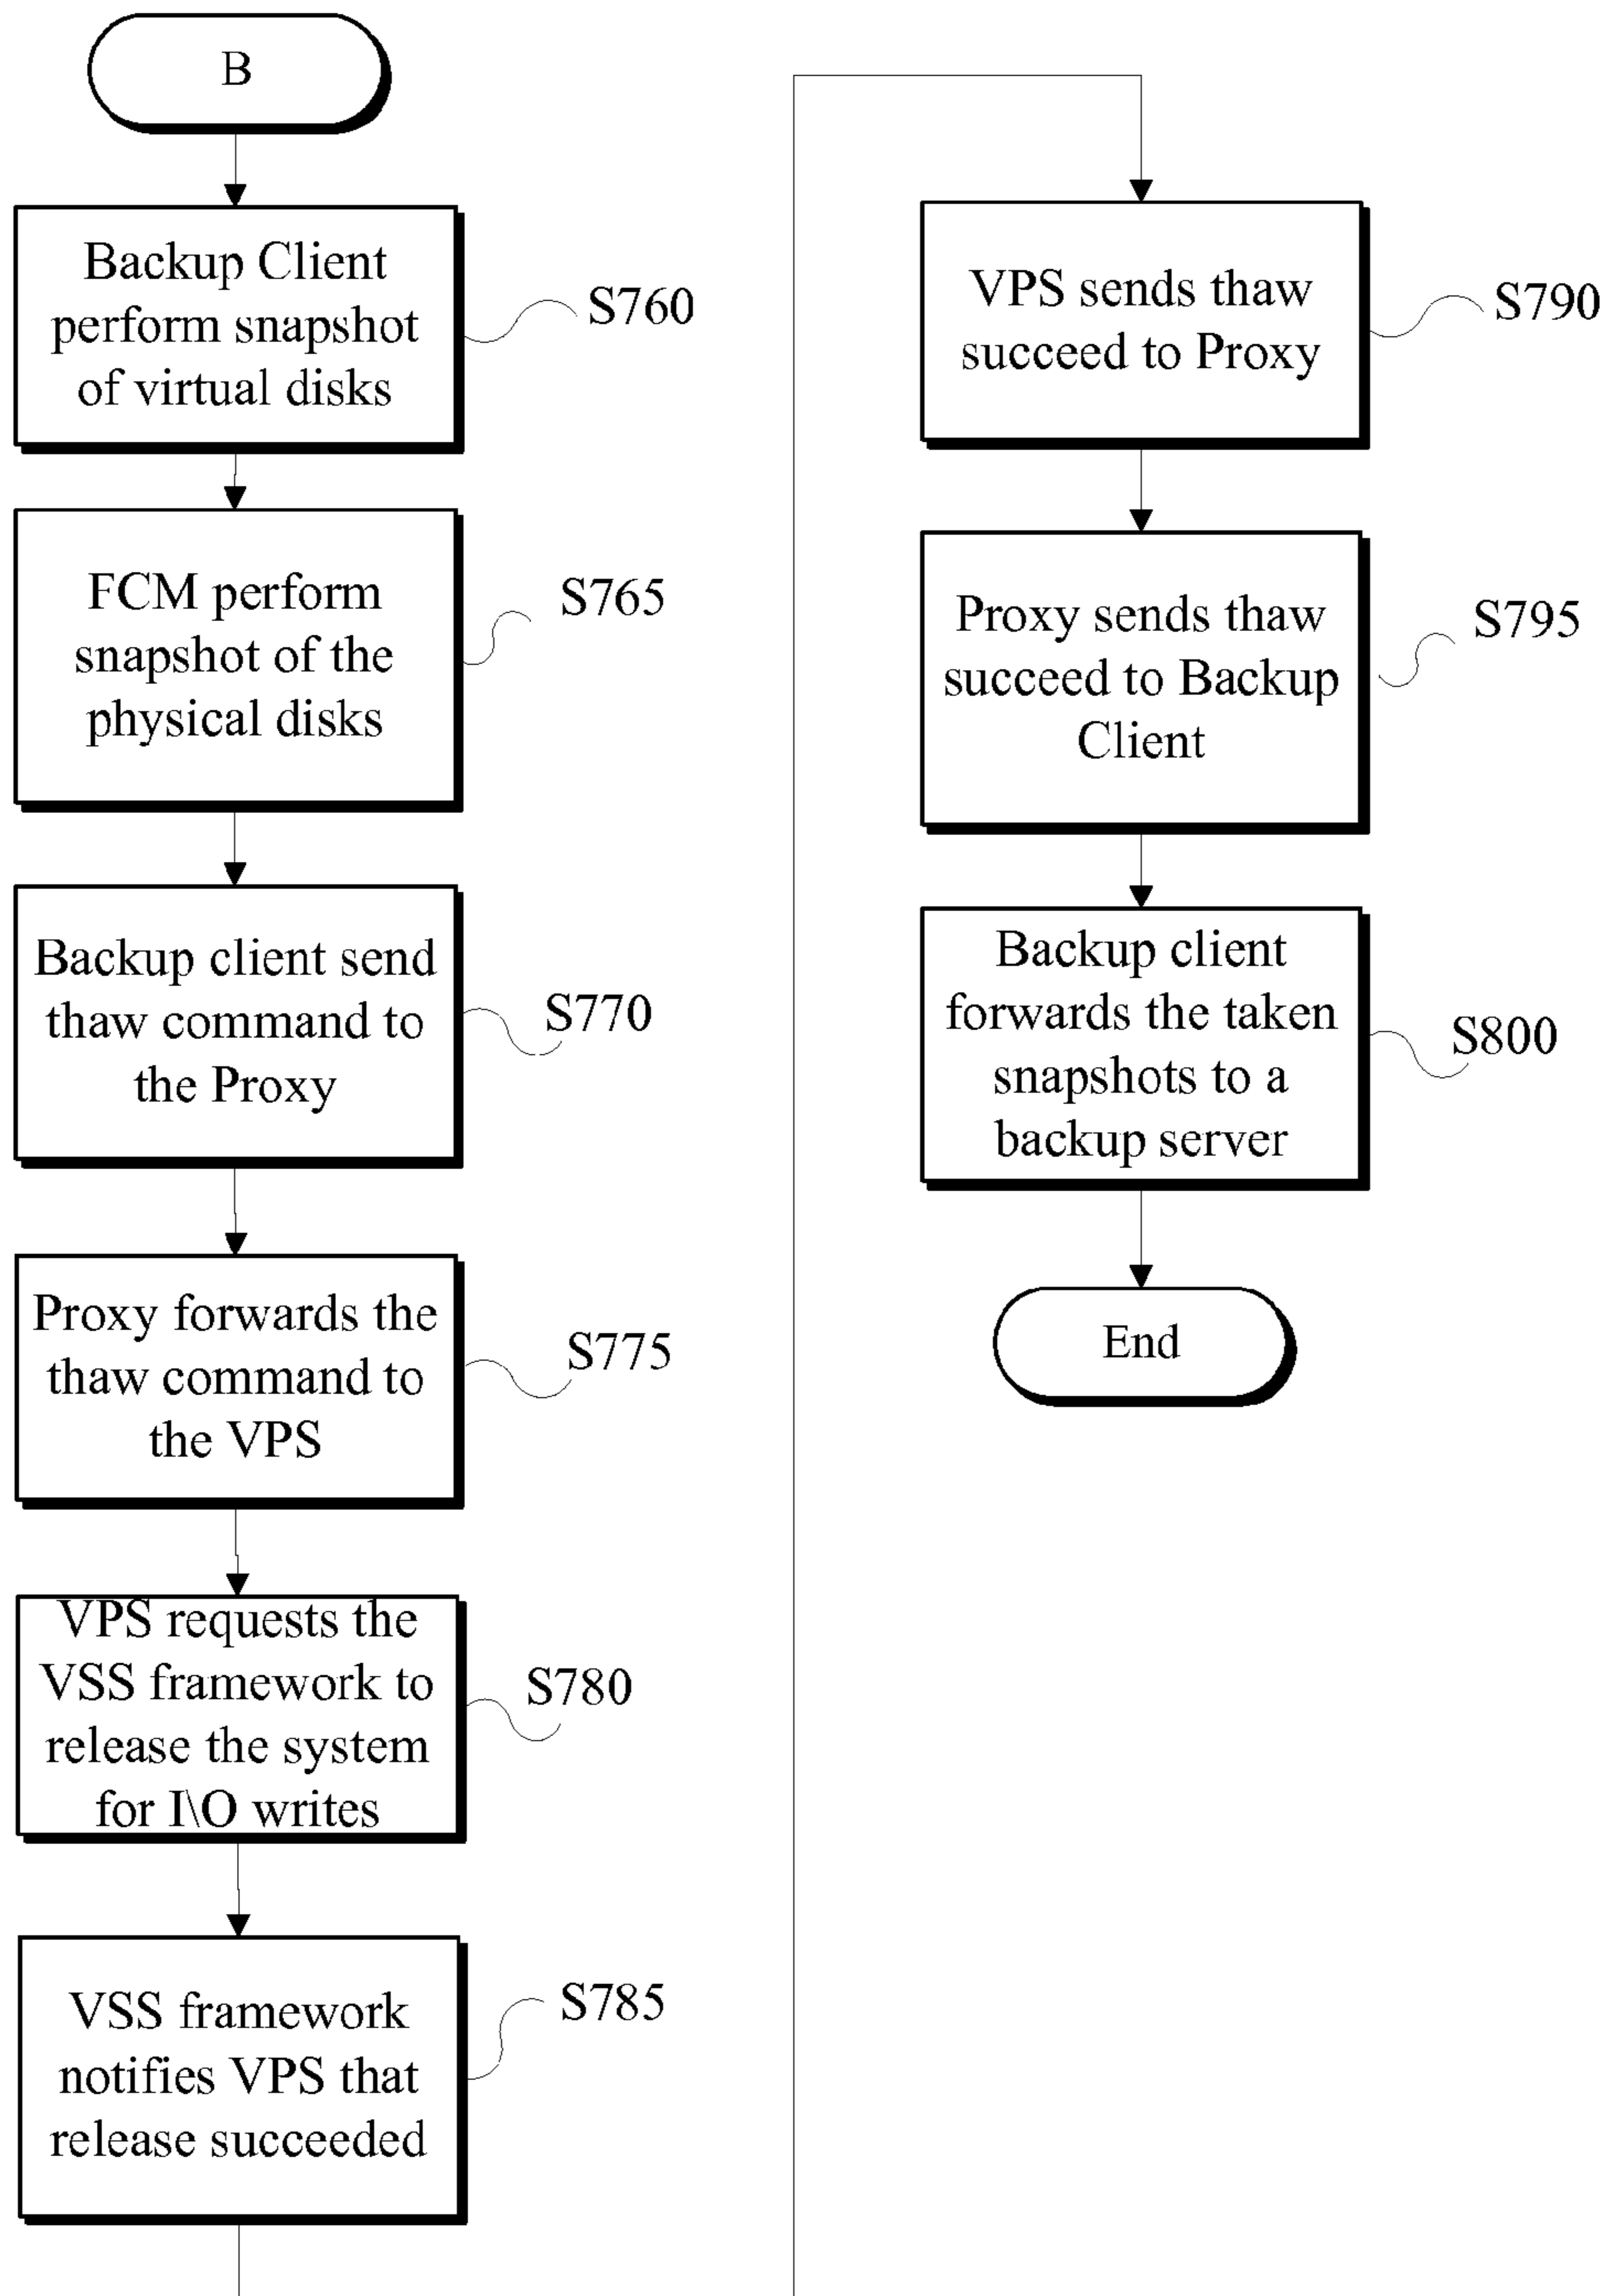 B
Backup Client
perform snapshot
of virtual disks
S760
FCM perform
snapshot of the
physical disks
S765
Backup client send
thaw command to
the Proxy
S770
Proxy forwards the
thaw command to
the VPS
S775
VPS requests the
VSS framework to
release the system
for I\O writes
S780
VSS framework
notifies VPS that
release succeeded
S785
VPS sends thaw
succeed to Proxy
S790
Proxy sends thaw
succeed to Backup
Client
S795
Backup client
forwards the taken
snapshots to a
backup server
S800
End